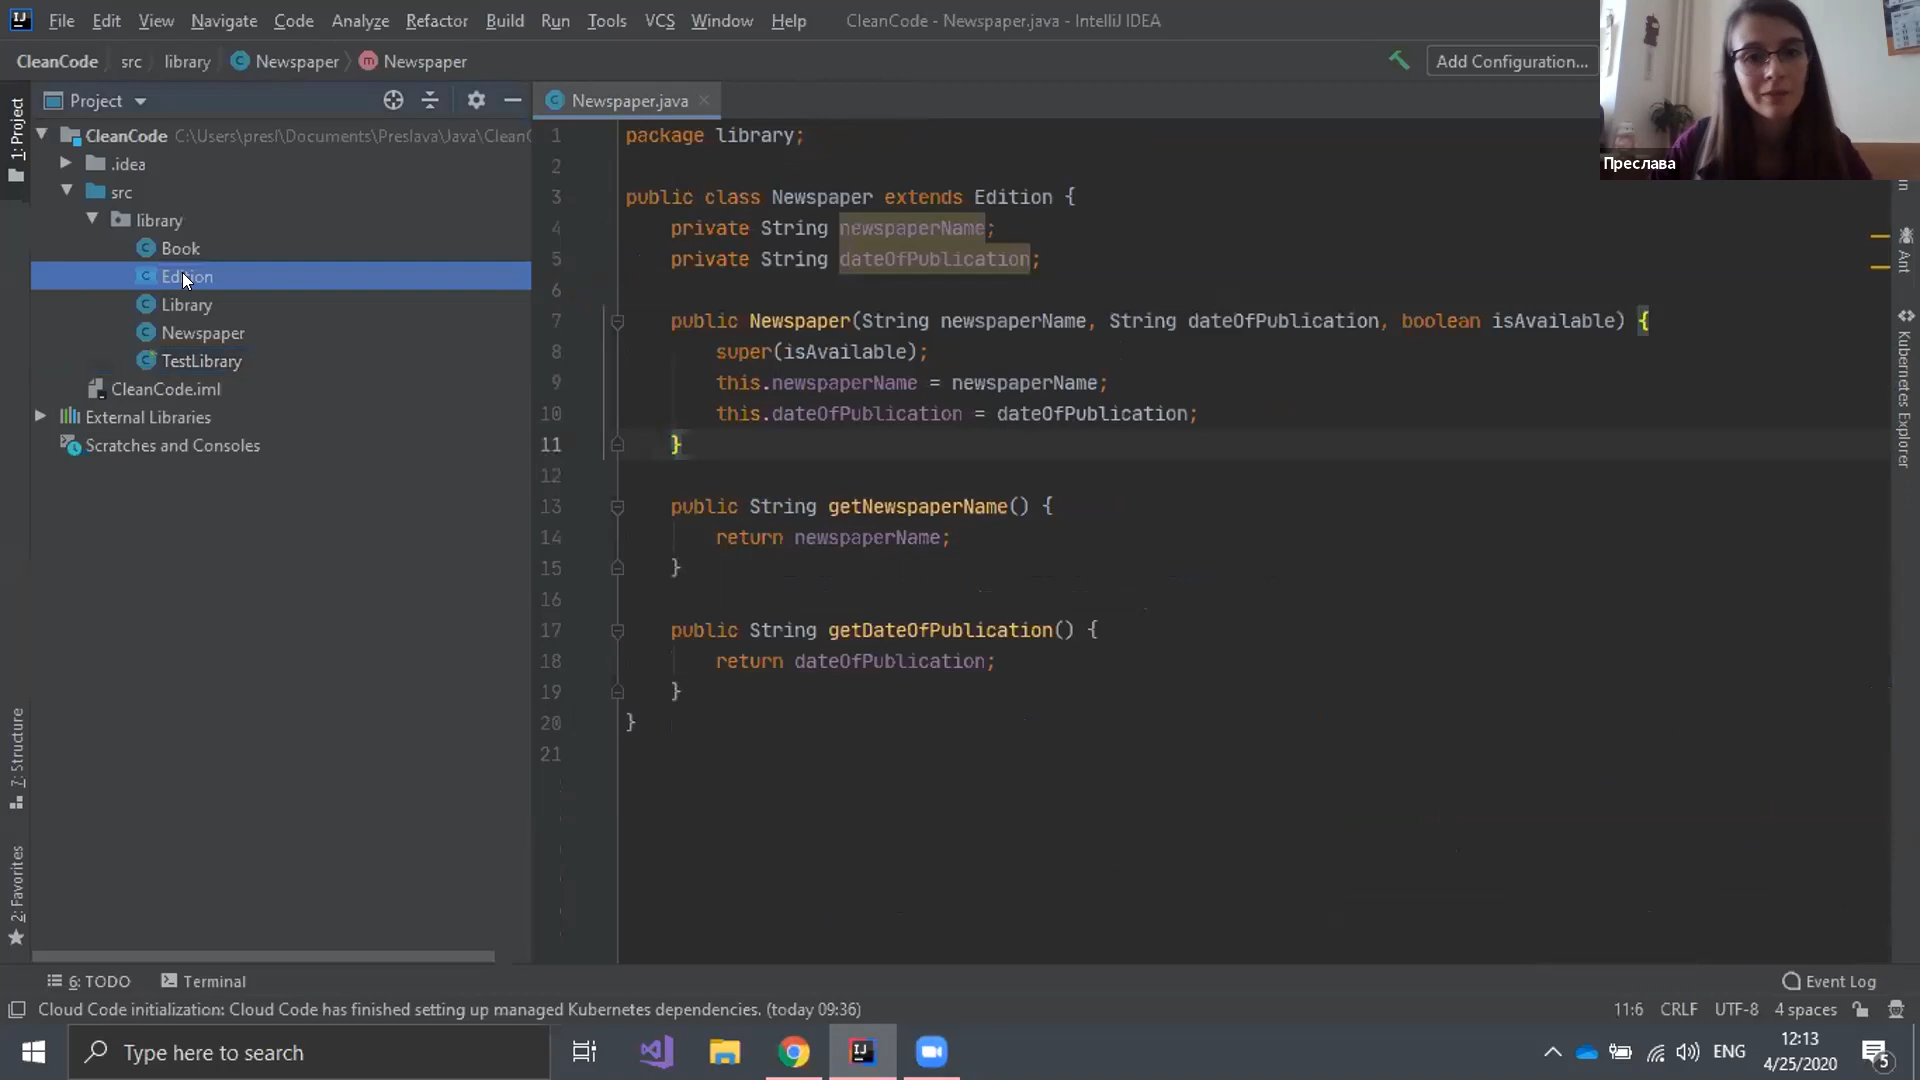 File Edit View Navigate Code Analyze Refactor Build Run Tools VCS Window Help CleanCode - Newspaper.java - IntelliJ IDEA
CleanCode src library Newspaper Newspaper Add Configuration...
Преслава
1: Project
Project
CleanCode C:\Users\presl\Documents\Preslava\Java\Clean
.idea
src
library
Book
Edition
Library
Newspaper
TestLibrary
CleanCode.iml
External Libraries
Scratches and Consoles
7: Structure
2: Favorites
Newspaper.java
1 package library;
2
3 public class Newspaper extends Edition {
4 private String newspaperName;
5 private String dateOfPublication;
6
7 public Newspaper(String newspaperName, String dateOfPublication, boolean isAvailable) {
8 super(isAvailable);
9 this.newspaperName = newspaperName;
10 this.dateOfPublication = dateOfPublication;
11 }
12
13 public String getNewspaperName() {
14 return newspaperName;
15 }
16
17 public String getDateOfPublication() {
18 return dateOfPublication;
19 }
20 }
21
Ant
Kubernetes Explorer
6: TODO Terminal Event Log
Cloud Code initialization: Cloud Code has finished setting up managed Kubernetes dependencies. (today 09:36) 11:6 CRLF UTF-8 4 spaces
Type here to search
ENG
12:13
4/25/2020
5